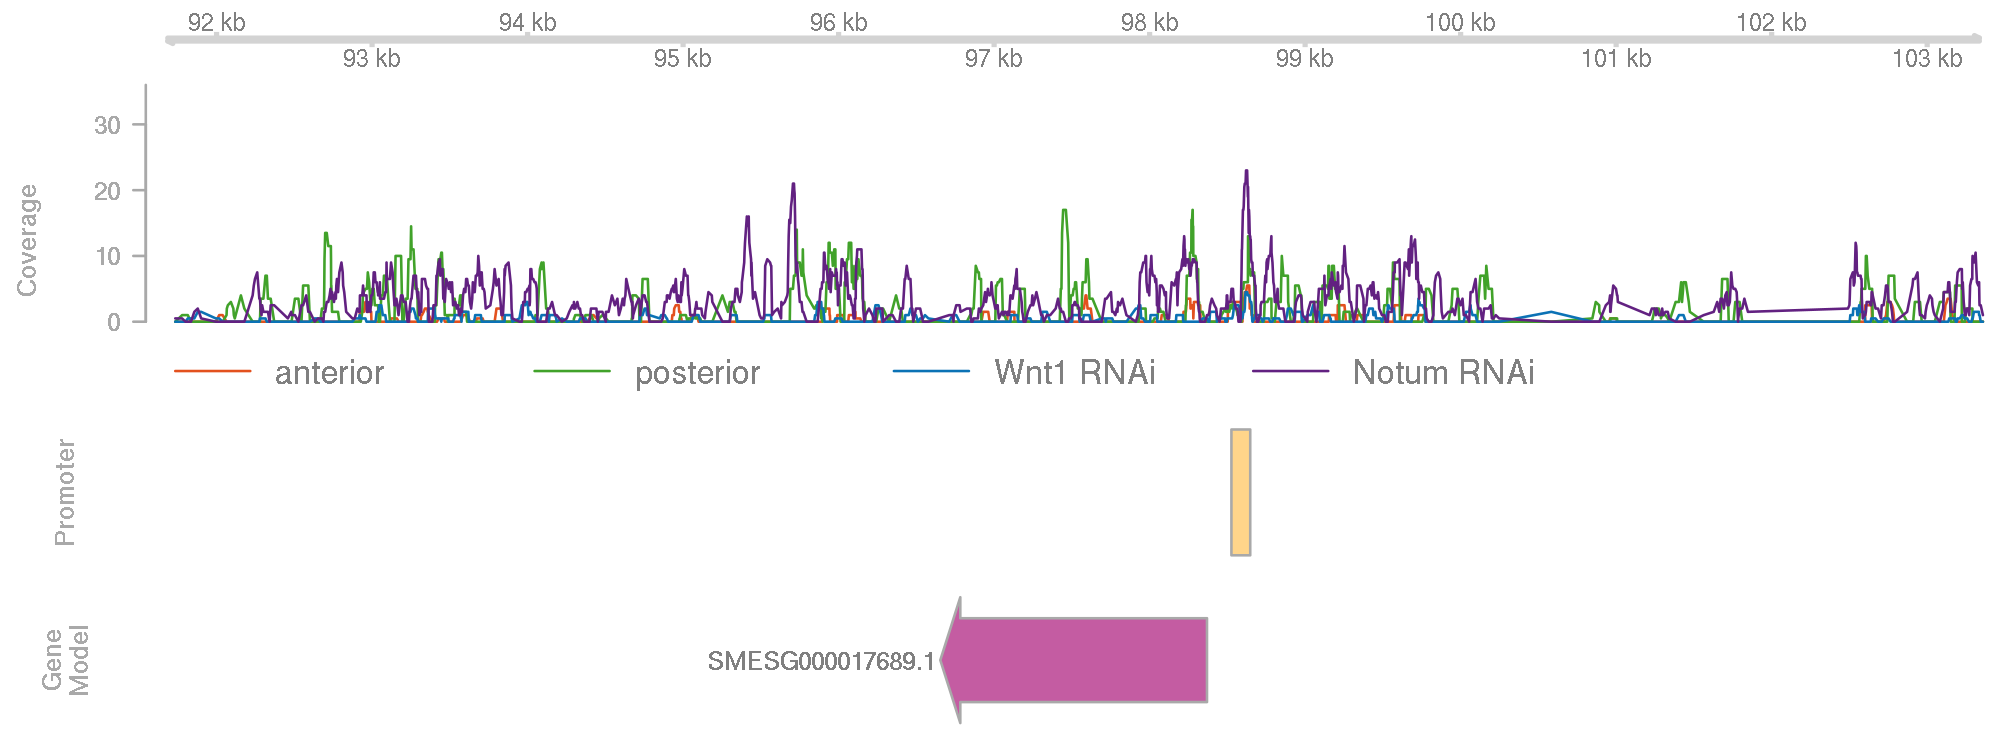 92 kb 94 kb 96 kb 98 kb 100 kb 102 kb
93 kb 95 kb 97 kb 99 kb 101 kb 103 kb
Coverage
30
20
10
0
anterior posterior Wnt1 RNAi Notum RNAi
Promoter
Gene
Model
SMESG000017689.1